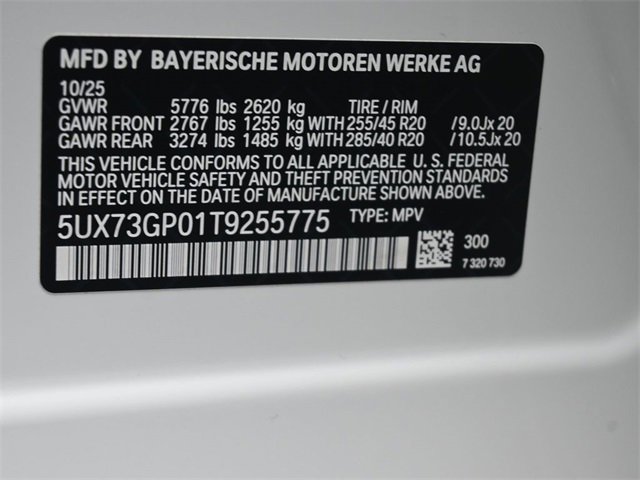 MFD BY BAYERISCHE MOTOREN WERKE AG
10/25
GVWR 5776 lbs 2620 kg TIRE / RIM
GAWR FRONT 2767 lbs 1255 kg WITH 255/45 R20 /9.0Jx 20
GAWR REAR 3274 lbs 1485 kg WITH 285/40 R20 /10.5Jx 20
THIS VEHICLE CONFORMS TO ALL APPLICABLE U. S. FEDERAL
MOTOR VEHICLE SAFETY AND THEFT PREVENTION STANDARDS
IN EFFECT ON THE DATE OF MANUFACTURE SHOWN ABOVE.
5UX73GP01T9255775 TYPE: MPV
300
7 320 730